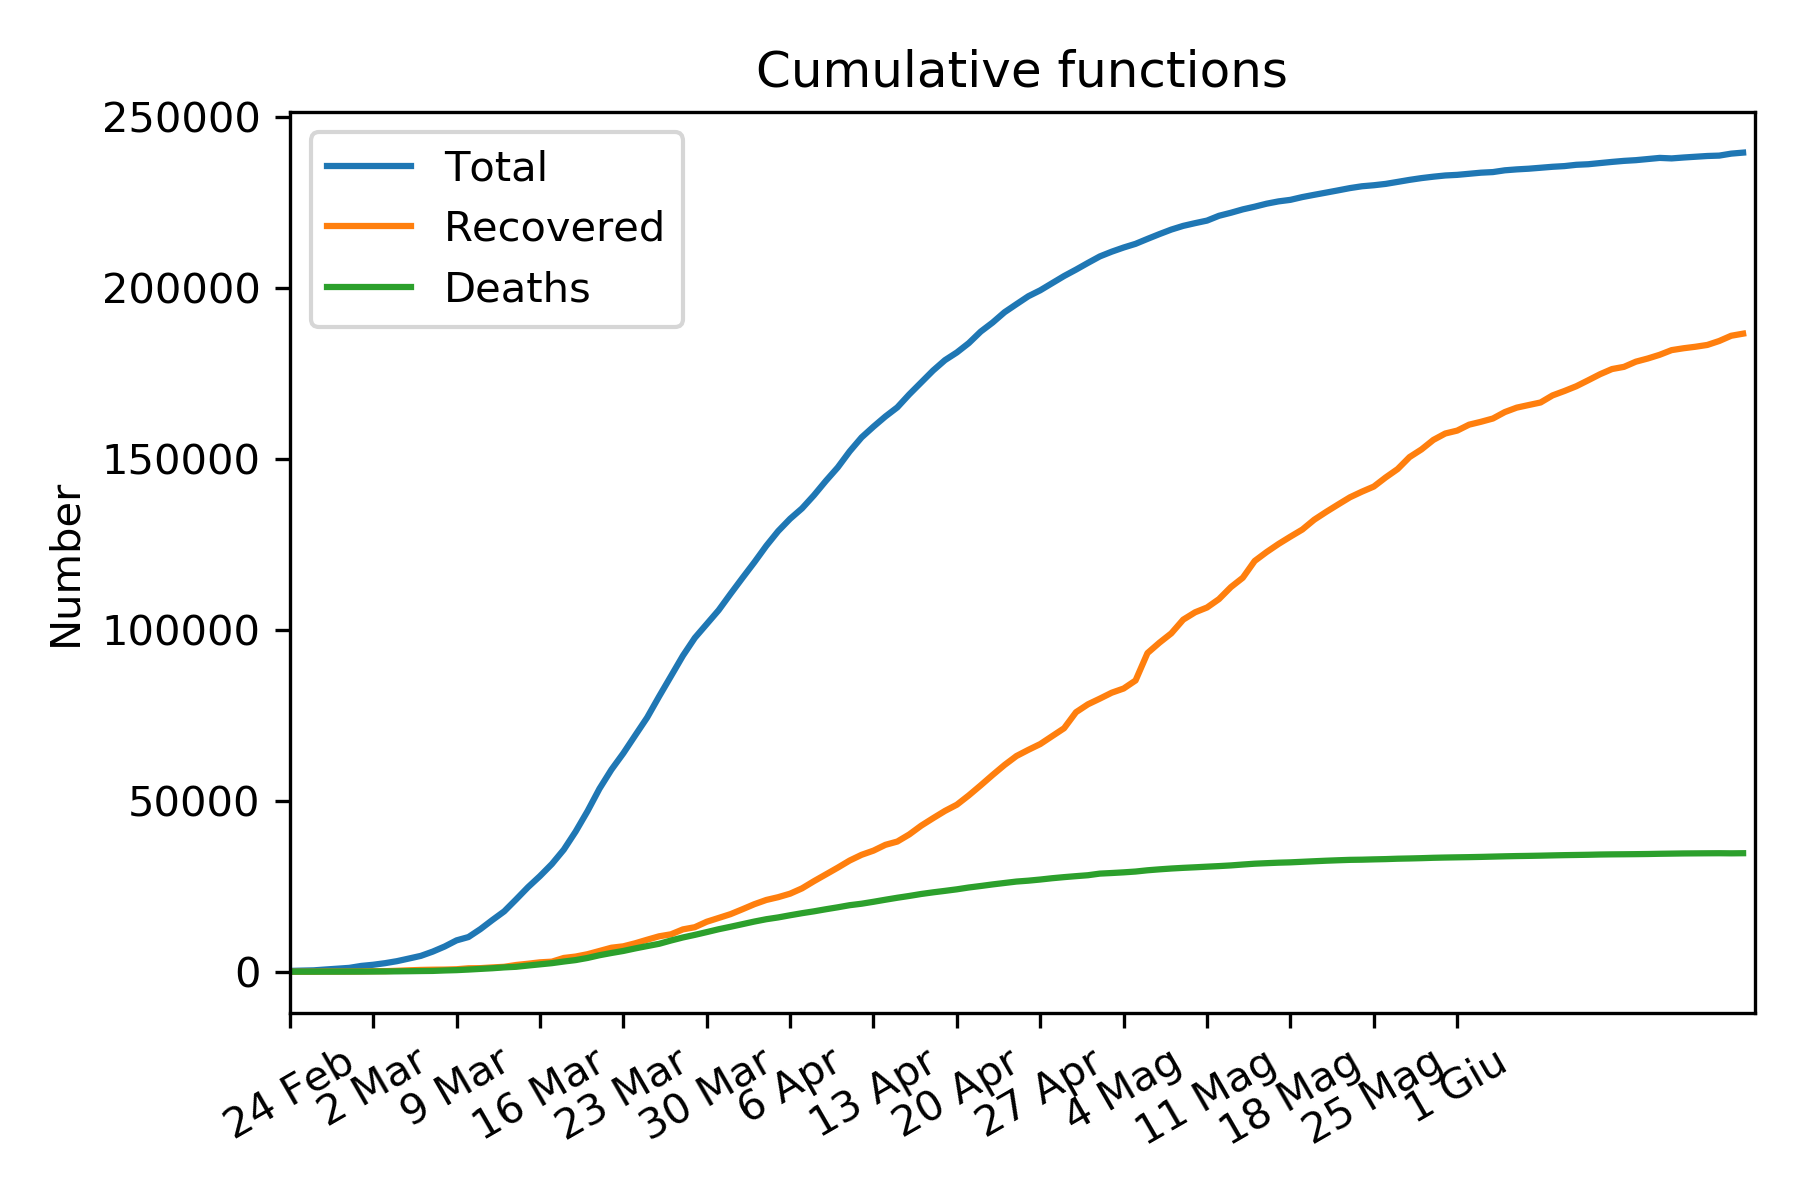 Cumulative functions
250000
200000
150000
100000
50000
0
Number
Total
Recovered
Deaths
24 Feb
2 Mar
9 Mar
16 Mar
23 Mar
30 Mar
6 Apr
13 Apr
20 Apr
27 Apr
4 Mag
11 Mag
18 Mag
25 Mag
1 Giu